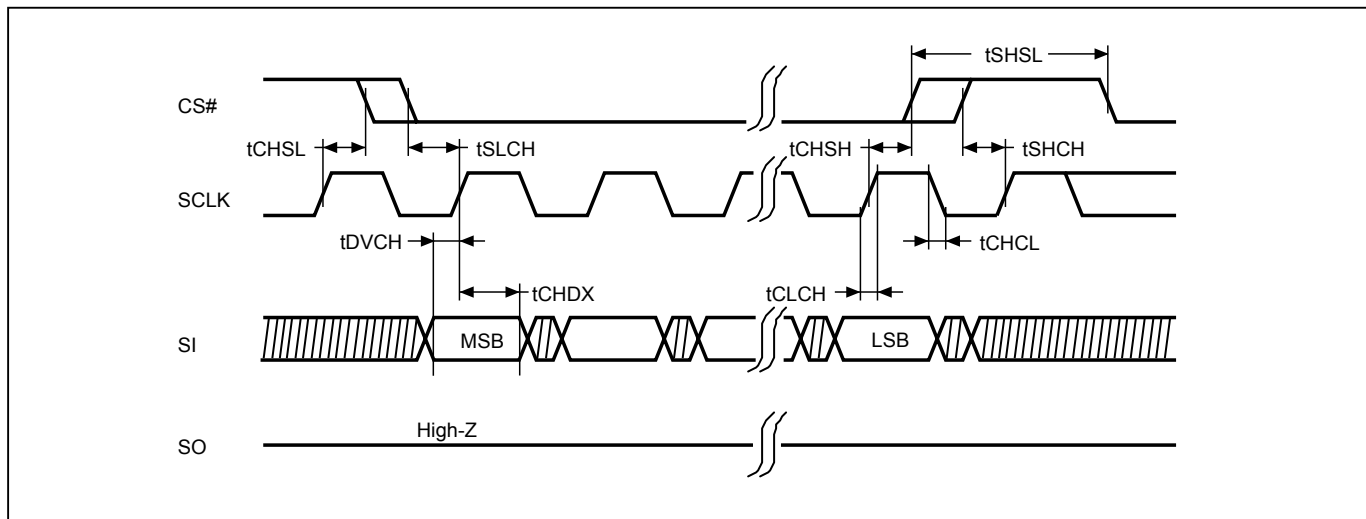 tSHSL
CS#
tCHSL
tSLCH
tCHSH
tSHCH
SCLK
tDVCH
tCHCL
tCHDX
tCLCH
SI
MSB
LSB
High-Z
SO